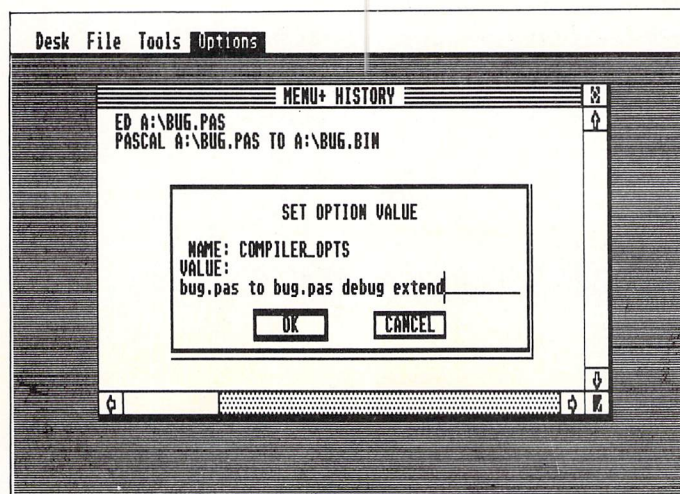 Desk File Tools Options
MENU+ HISTORY
ED A:\BUG.PAS
PASCAL A:\BUG.PAS TO A:\BUG.BIN
SET OPTION VALUE
NAME: COMPILER_OPTS
VALUE:
bug.pas to bug.pas debug extend
OK
CANCEL